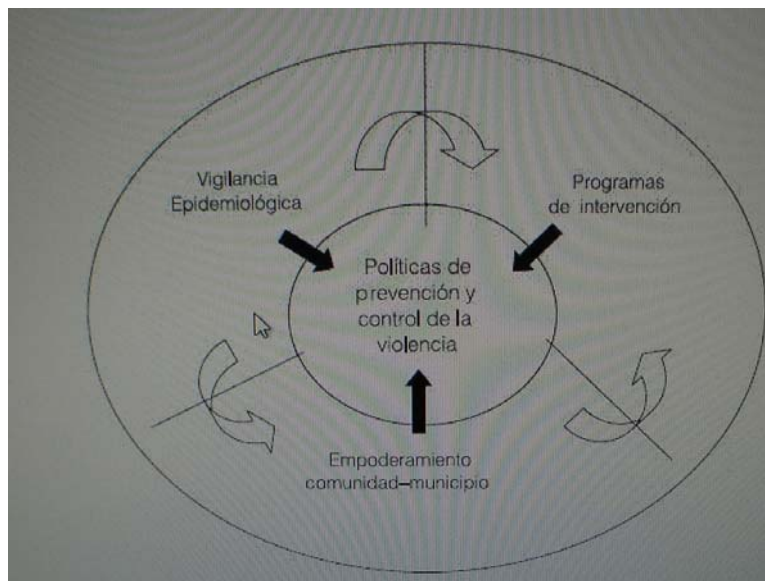 Vigilancia
Epidemiológica
Programas
de intervención
Políticas de
prevención y
control de la
violencia
Empoderamiento
comunidad–municipio